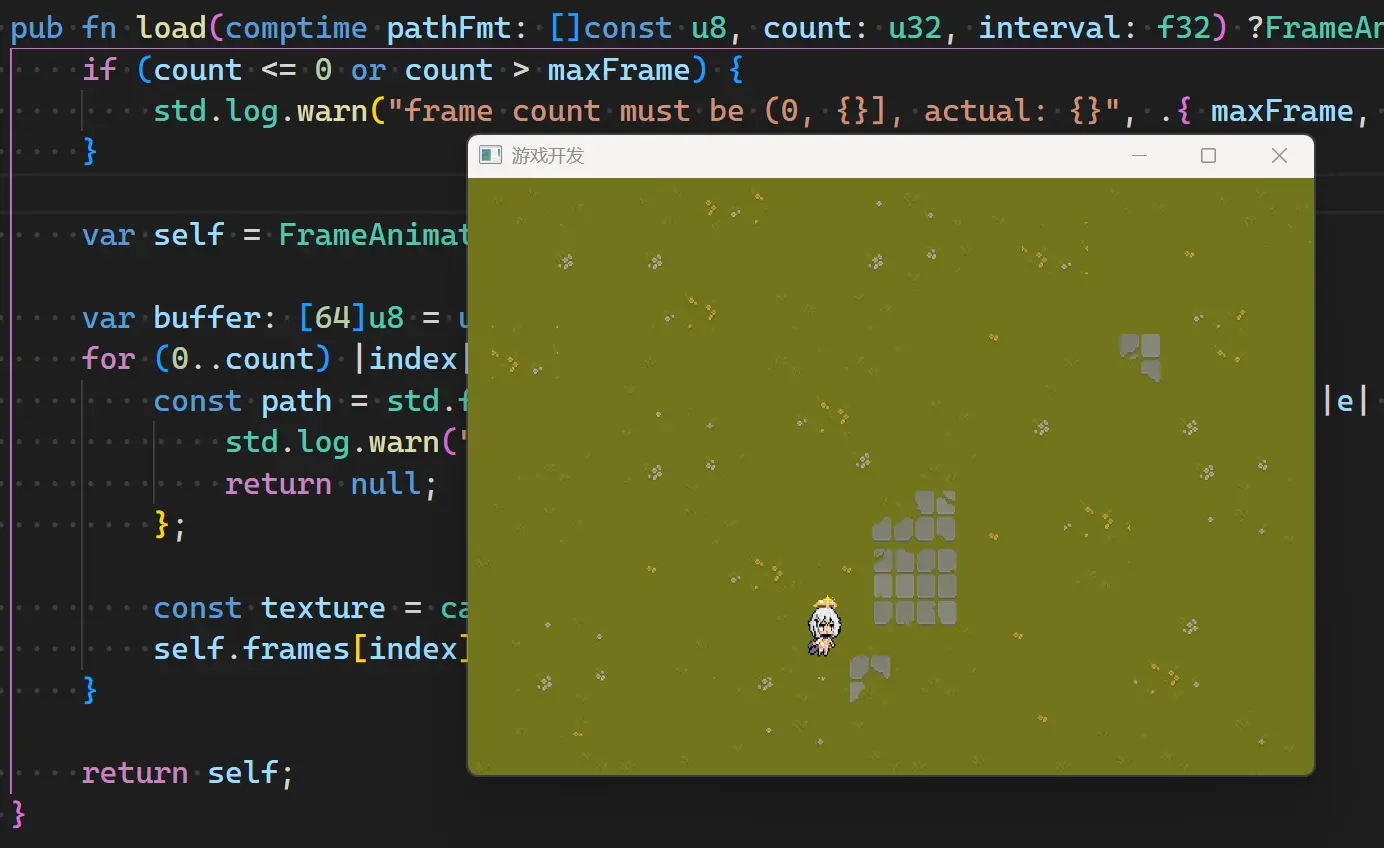 pub fn load(comptime pathFmt: []const u8, count: u32, interval: f32) ?FrameAn
if (count <= 0 or count > maxFrame) {
std.log.warn("frame count must be (0, {}], actual: {}", .{ maxFrame,
}
游戏开发
var self = FrameAnimat
var buffer: [64]u8 = u
for (0..count) |index|
const path = std.f |e|
std.log.warn("
return null;
};
const texture = ca
self.frames[index]
}
return self;
}